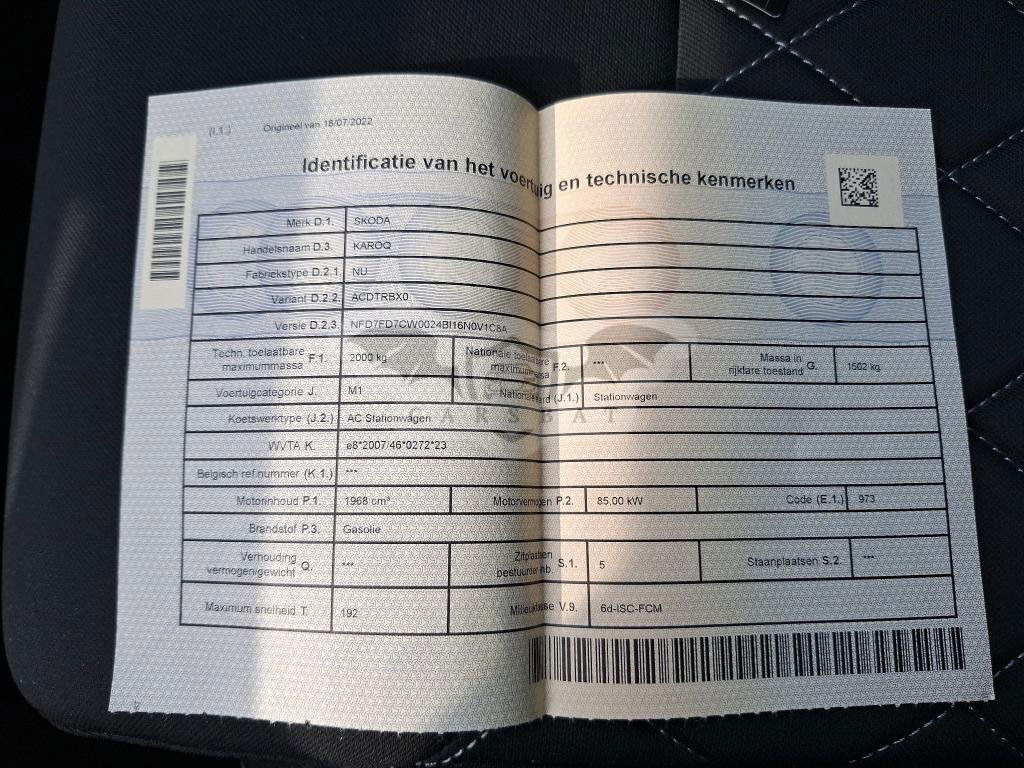 (I.1.) Origineel van 18/07/2022
Identificatie van het voertuig en technische kenmerken
Merk D.1. SKODA
Handelsnaam D.3. KAROQ
Fabriekstype D.2.1. NU
Variant D.2.2. ACDTRBX0
Versie D.2.3. NFD7FD7CW0024BI16N0V1C8A
Techn. toelaatbare maximummassa F.1. 2000 kg Nationale toelaatbare maximummassa F.2. *** Massa in rijklare toestand G. 1502 kg
Voertuigcategorie J. M1 Nationale aard (J.1.) Stationwagen
Koetswerktype (J.2.) AC Stationwagen
CARSGATE
WVTA K. e8*2007/46*0272*23
Belgisch ref.nummer (K.1.) ***
Motorinhoud P.1. 1968 cm³ Motorvermogen P.2. 85,00 kW Code (E.1.) 973
Brandstof P.3. Gasolie
Verhouding vermogen/gewicht Q. *** Zitplaatsen bestuurder inb. S.1. 5 Staanplaatsen S.2. ***
Maximum snelheid T. 192 Milieuklasse V.9. 6d-ISC-FCM